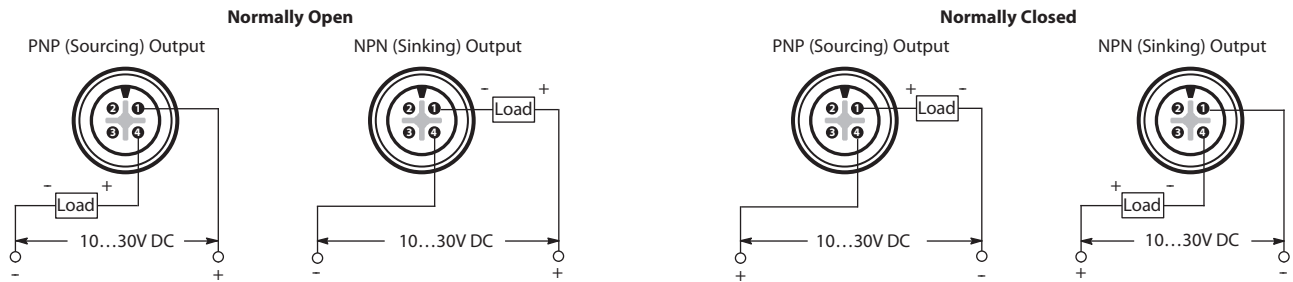 Normally Open
Normally Closed
PNP (Sourcing) Output
NPN (Sinking) Output
PNP (Sourcing) Output
NPN (Sinking) Output
2 1
3 4
- Load +
10…30V DC
- +
2 1
3 4
- Load +
10…30V DC
- +
2 1
3 4
+ Load -
10…30V DC
+ -
2 1
3 4
+ Load -
10…30V DC
+ -